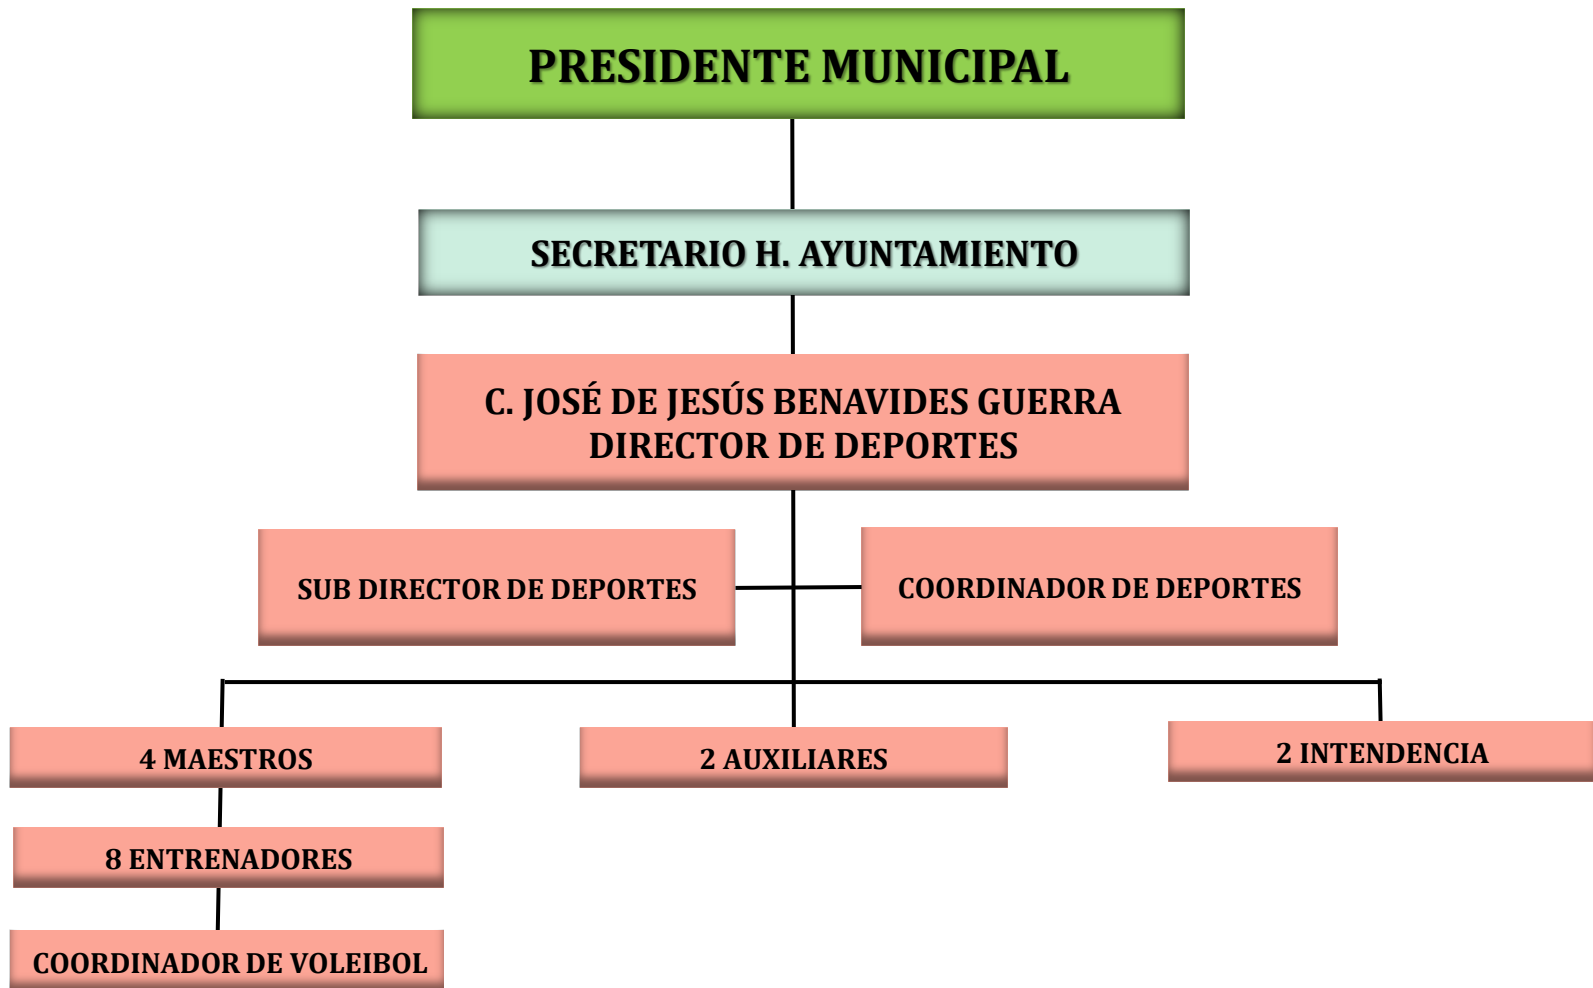 PRESIDENTE MUNICIPAL
SECRETARIO H. AYUNTAMIENTO
C. JOSÉ DE JESÚS BENAVIDES GUERRA
DIRECTOR DE DEPORTES
SUB DIRECTOR DE DEPORTES
COORDINADOR DE DEPORTES
4 MAESTROS
2 AUXILIARES
2 INTENDENCIA
8 ENTRENADORES
COORDINADOR DE VOLEIBOL